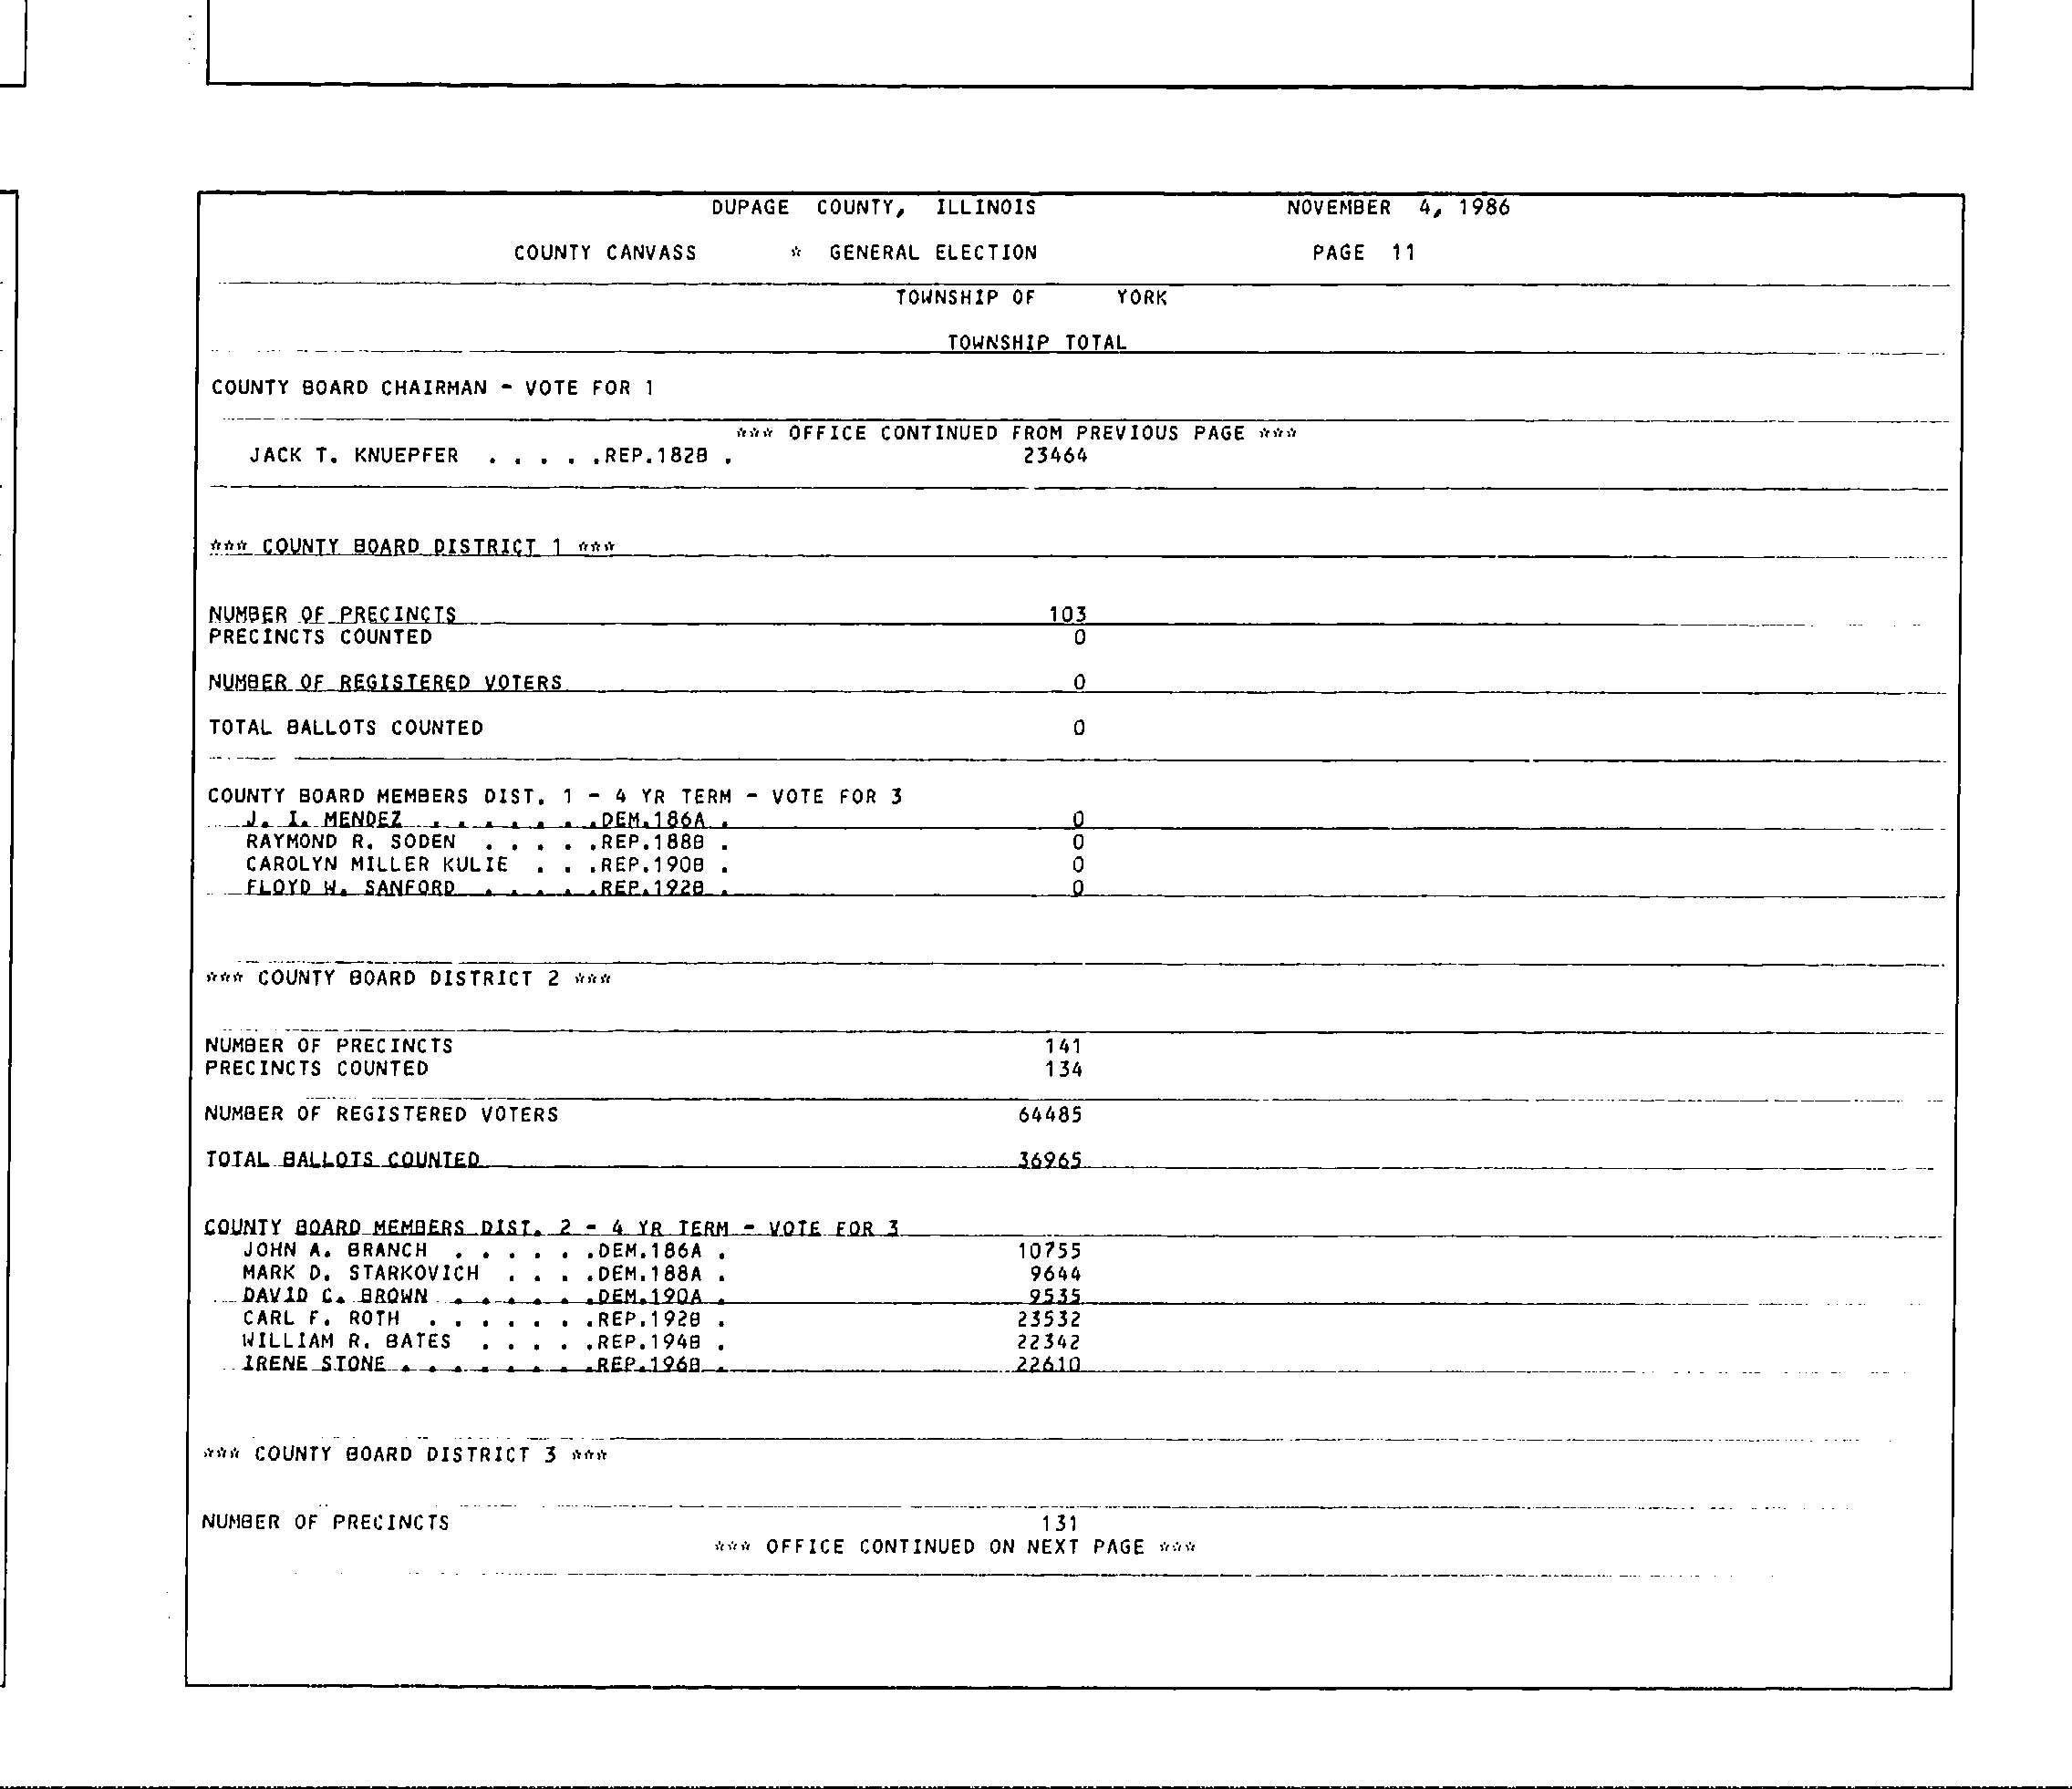 DUPAGE COUNTY, ILLINOIS NOVEMBER 4, 1986
COUNTY CANVASS * GENERAL ELECTION PAGE 11
TOWNSHIP OF YORK
TOWNSHIP TOTAL
COUNTY BOARD CHAIRMAN - VOTE FOR 1
*** OFFICE CONTINUED FROM PREVIOUS PAGE ***
JACK T. KNUEPFER . . . . .REP.182B . 23464
*** COUNTY BOARD DISTRICT 1 ***
NUMBER OF PRECINCTS 103
PRECINCTS COUNTED 0
NUMBER OF REGISTERED VOTERS 0
TOTAL BALLOTS COUNTED 0
COUNTY BOARD MEMBERS DIST. 1 - 4 YR TERM - VOTE FOR 3
J. I. MENDEZ . . . . . . .DEM.186A . 0
RAYMOND R. SODEN . . . . .REP.188B . 0
CAROLYN MILLER KULIE . . .REP.190B . 0
FLOYD W. SANFORD . . . . .REP.192B . 0
*** COUNTY BOARD DISTRICT 2 ***
NUMBER OF PRECINCTS 141
PRECINCTS COUNTED 134
NUMBER OF REGISTERED VOTERS 64485
TOTAL BALLOTS COUNTED 36965
COUNTY BOARD MEMBERS DIST. 2 - 4 YR TERM - VOTE FOR 3
JOHN A. BRANCH . . . . . .DEM.186A . 10755
MARK D. STARKOVICH . . . .DEM.188A . 9644
DAVID C. BROWN . . . . . .DEM.190A . 9535
CARL F. ROTH . . . . . . .REP.192B . 23532
WILLIAM R. BATES . . . . .REP.194B . 22342
IRENE STONE . . . . . . . .REP.196B . 22610
*** COUNTY BOARD DISTRICT 3 ***
NUMBER OF PRECINCTS 131
*** OFFICE CONTINUED ON NEXT PAGE ***